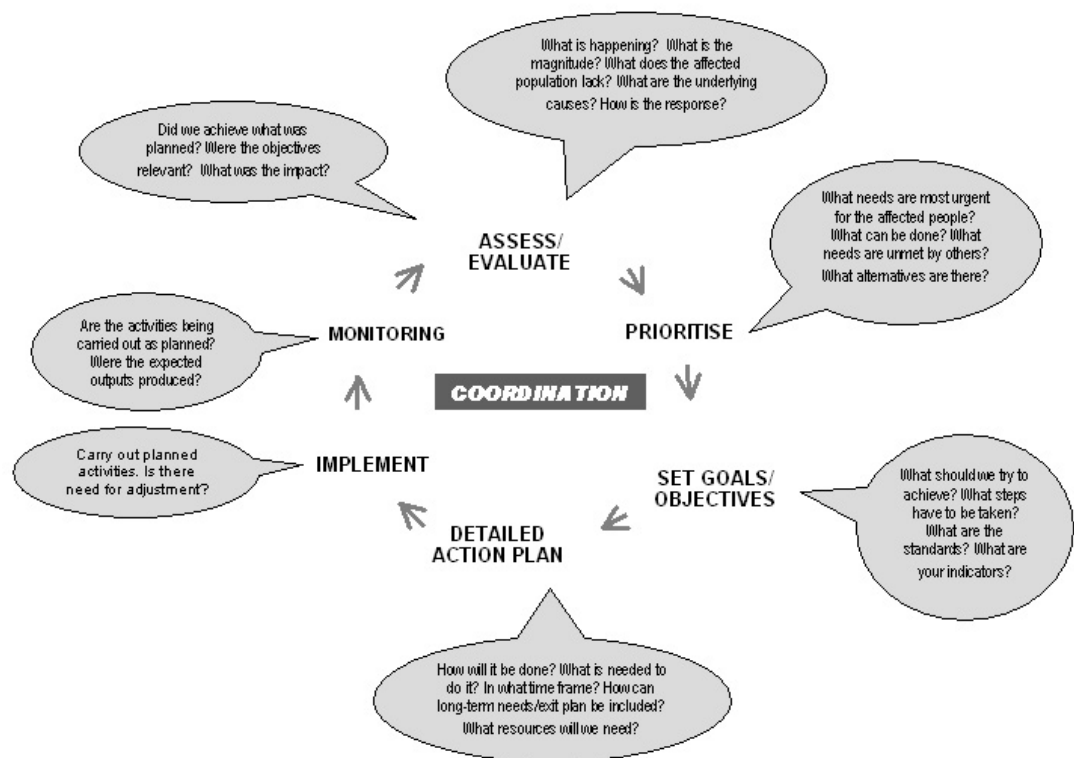 What is happening? What is the
magnitude? What does the affected
population lack? What are the underlying
causes? How is the response?
Did we achieve what was
planned? Were the objectives
relevant? What was the impact?
What needs are most urgent
for the affected people?
What can be done? What
needs are unmet by others?
What alternatives are there?
ASSESS/
EVALUATE
Are the activities being
carried out as planned?
Were the expected
outputs produced?
MONITORING
PRIORITISE
COORDINATION
Carry out planned
activities. Is there
need for adjustment?
IMPLEMENT
SET GOALS/
OBJECTIVES
What should we try to
achieve? What steps
have to be taken?
What are the
standards? What are
your indicators?
DETAILED
ACTION PLAN
How will it be done? What is needed to
do it? In what time frame? How can
long-term needs/exit plan be included?
What resources will we need?